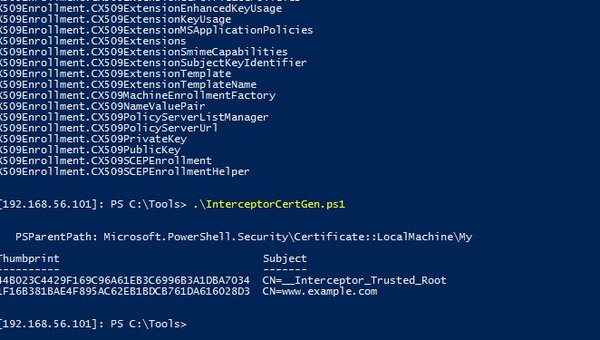 X509Enrollment.CX509ExtensionEnhancedKeyUsage
X509Enrollment.CX509ExtensionKeyUsage
X509Enrollment.CX509ExtensionMSApplicationPolicies
X509Enrollment.CX509Extensions
X509Enrollment.CX509ExtensionSmimeCapabilities
X509Enrollment.CX509ExtensionSubjectKeyIdentifier
X509Enrollment.CX509ExtensionTemplate
X509Enrollment.CX509ExtensionTemplateName
X509Enrollment.CX509MachineEnrollmentFactory
X509Enrollment.CX509NameValuePair
X509Enrollment.CX509PolicyServerListManager
X509Enrollment.CX509PolicyServerUrl
X509Enrollment.CX509PrivateKey
X509Enrollment.CX509PublicKey
X509Enrollment.CX509SCEPEnrollment
X509Enrollment.CX509SCEPEnrollmentHelper
[192.168.56.101]: PS C:\Tools> .\InterceptorCertGen.ps1
PSParentPath: Microsoft.PowerShell.Security\Certificate::LocalMachine\My
Thumbprint Subject
---------- -------
44B023C4429F169C96A61EB3C6996B3A1DBA7034 CN=__Interceptor_Trusted_Root
1F16B381BAE4F895AC62EB1BDCB761DA616028D3 CN=www.example.com
[192.168.56.101]: PS C:\Tools>